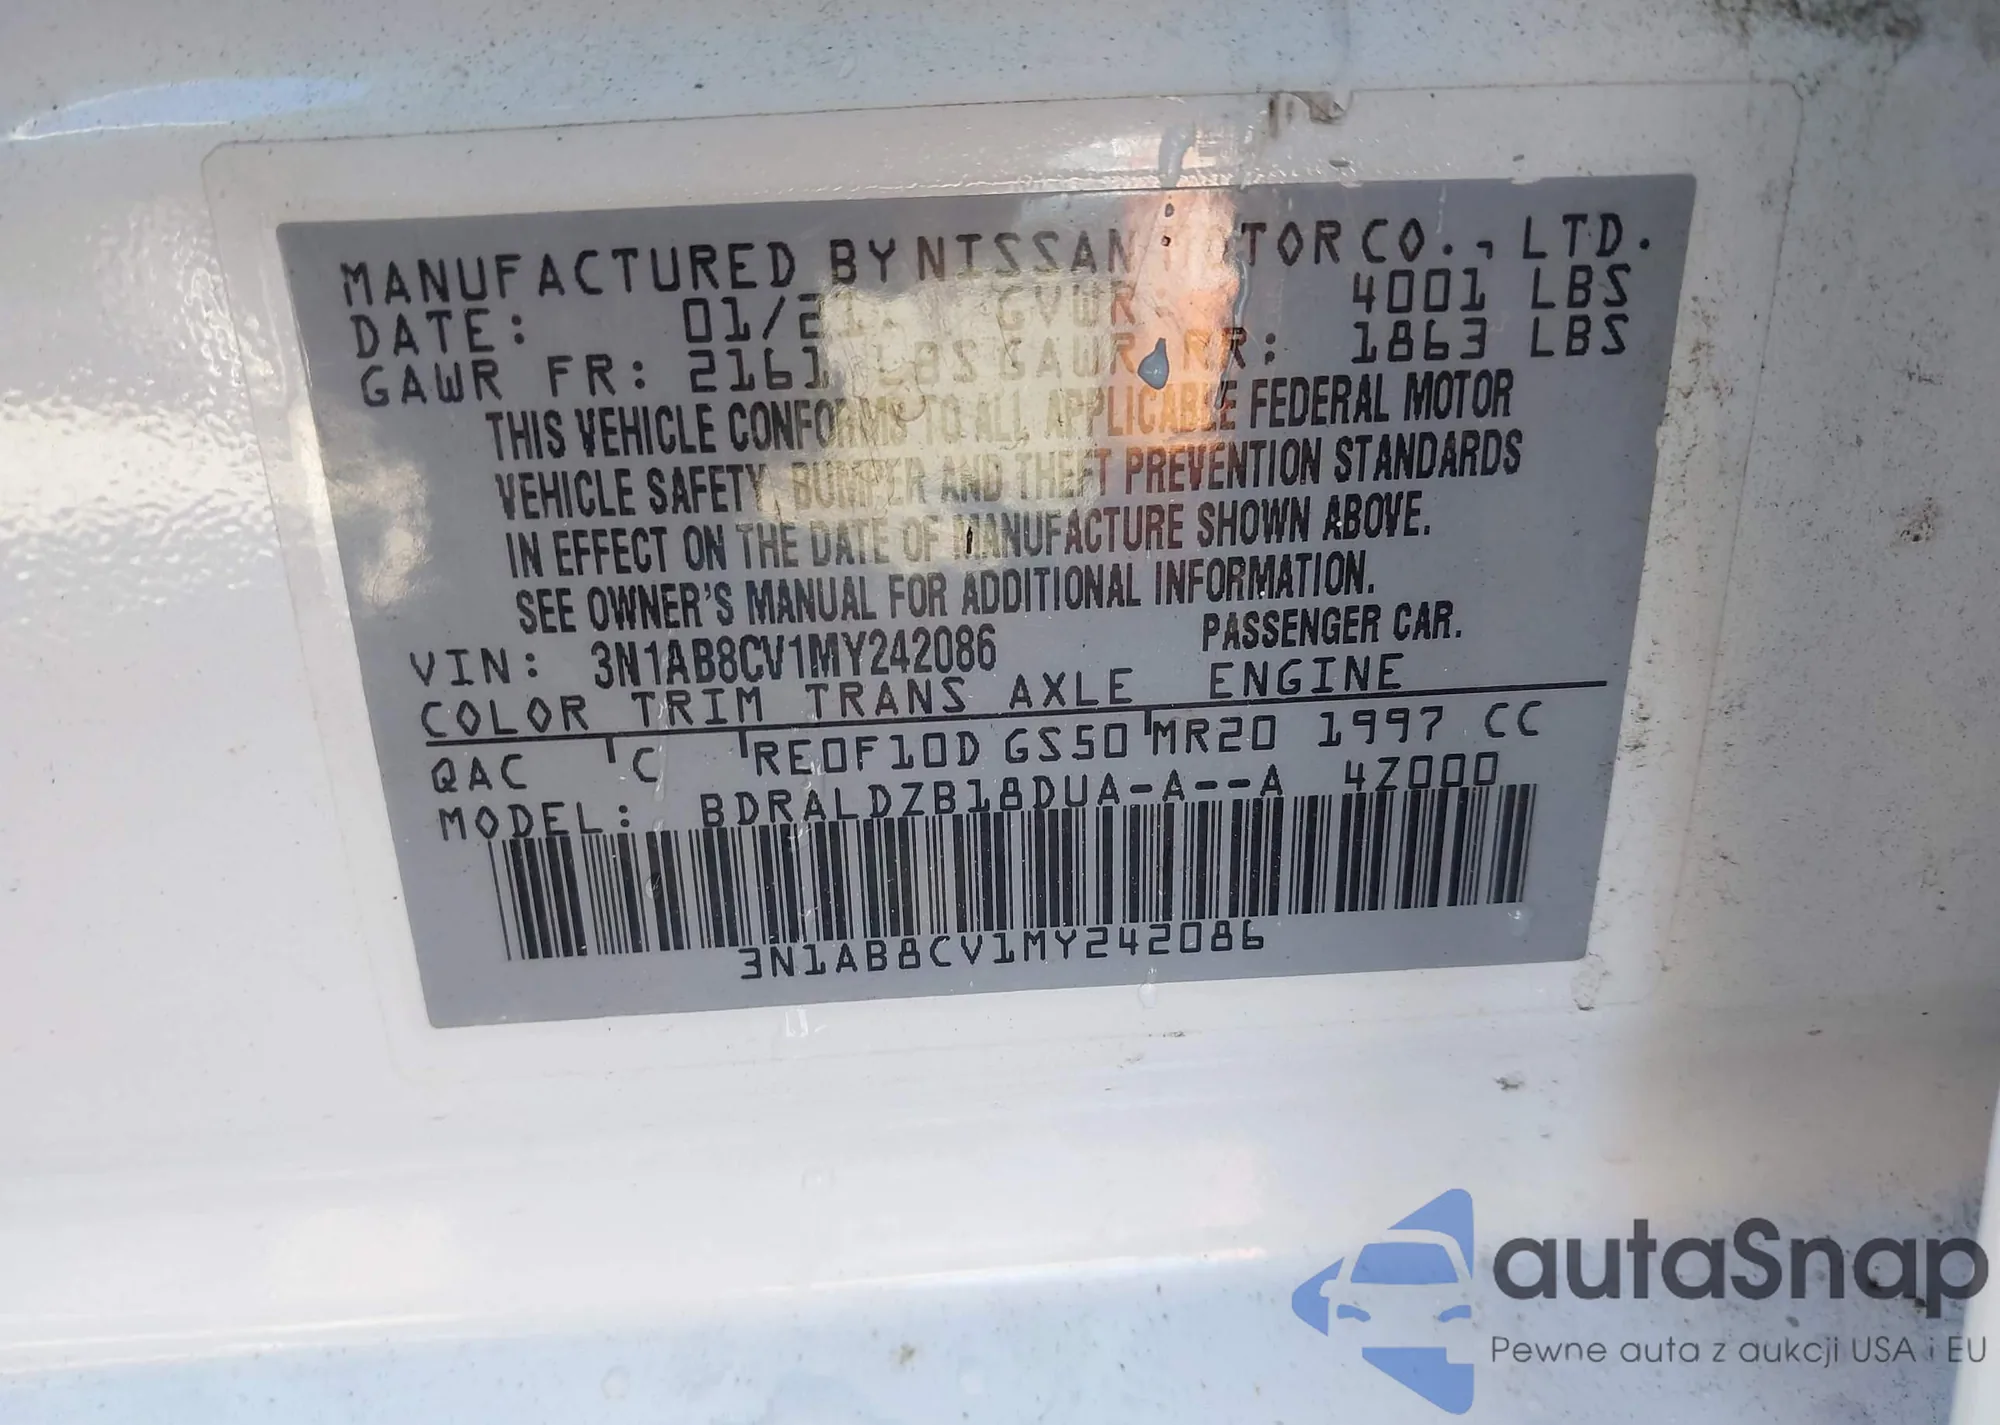 MANUFACTURED BY NISSAN MOTOR CO., LTD.
DATE: 01/21 GVWR: 4001 LBS
GAWR FR: 2161 LBS GAWR RR: 1863 LBS
THIS VEHICLE CONFORMS TO ALL APPLICABLE FEDERAL MOTOR
VEHICLE SAFETY, BUMPER AND THEFT PREVENTION STANDARDS
IN EFFECT ON THE DATE OF MANUFACTURE SHOWN ABOVE.
SEE OWNER'S MANUAL FOR ADDITIONAL INFORMATION.
VIN: 3N1AB8CV1MY242086 PASSENGER CAR.
COLOR TRIM TRANS AXLE ENGINE
QAC C RE0F10D GS50 MR20 1997 CC
MODEL: BDRALDZB18DUA-A--A 4Z000
3N1AB8CV1MY242086
autaSnap
Pewne auta z aukcji USA i EU